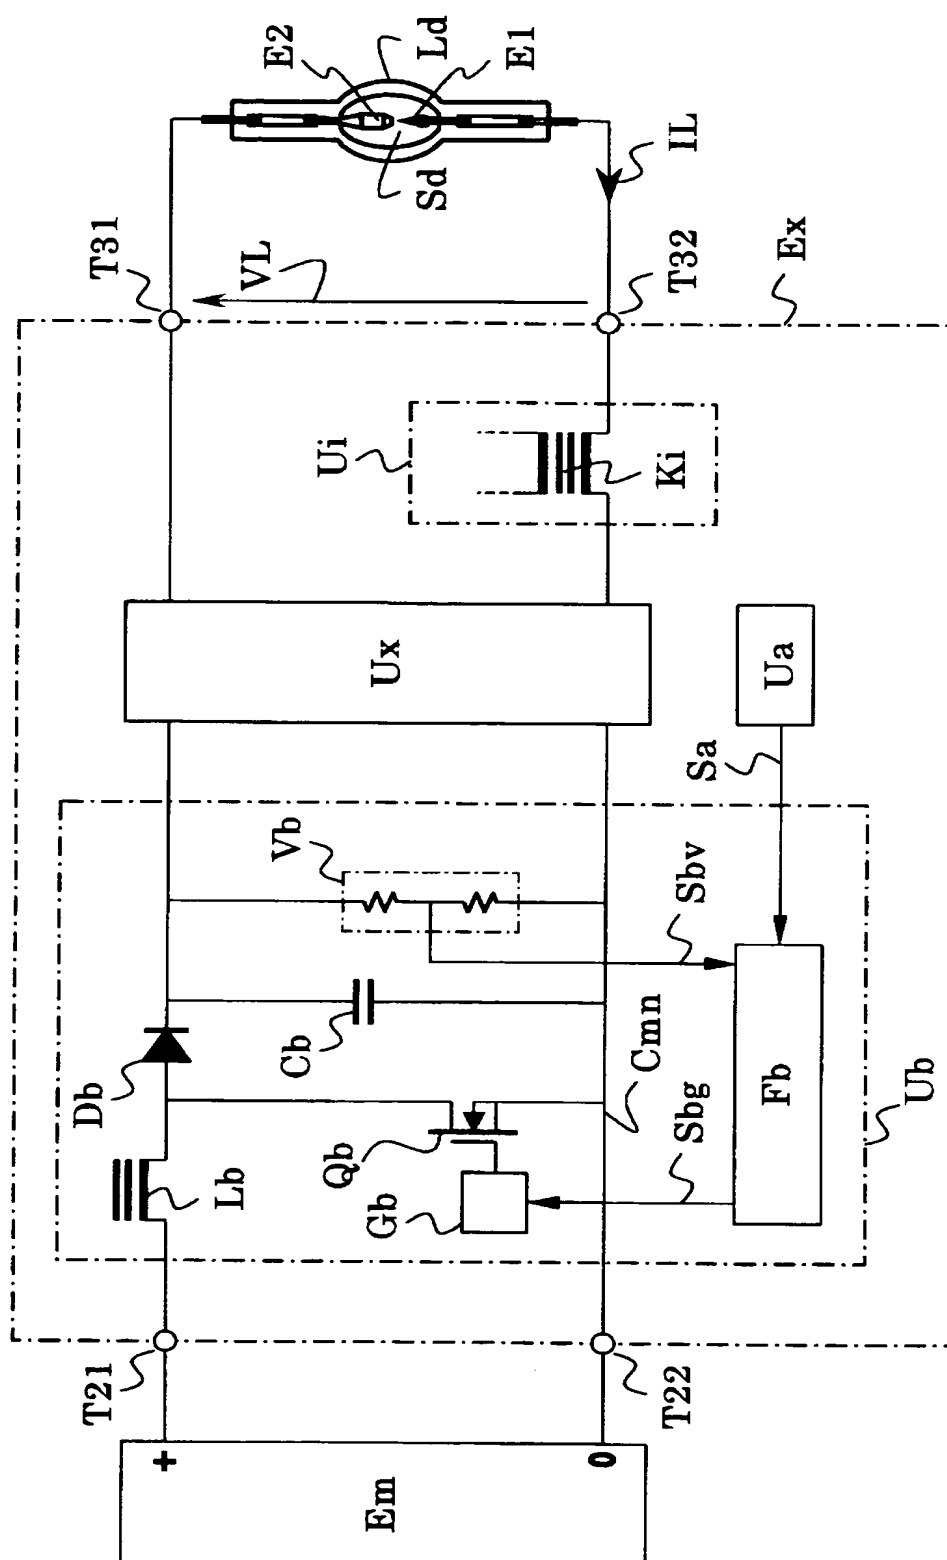 E2
Ld
E1
Sd
IL
T31
VL
T32
Ex
Ui
Ki
Ux
Ua
Sa
Vb
Sbv
Db
Cb
Cmn
Lb
Qb
Gb
Sbg
Fb
Ub
T21
T22
+
0
Em